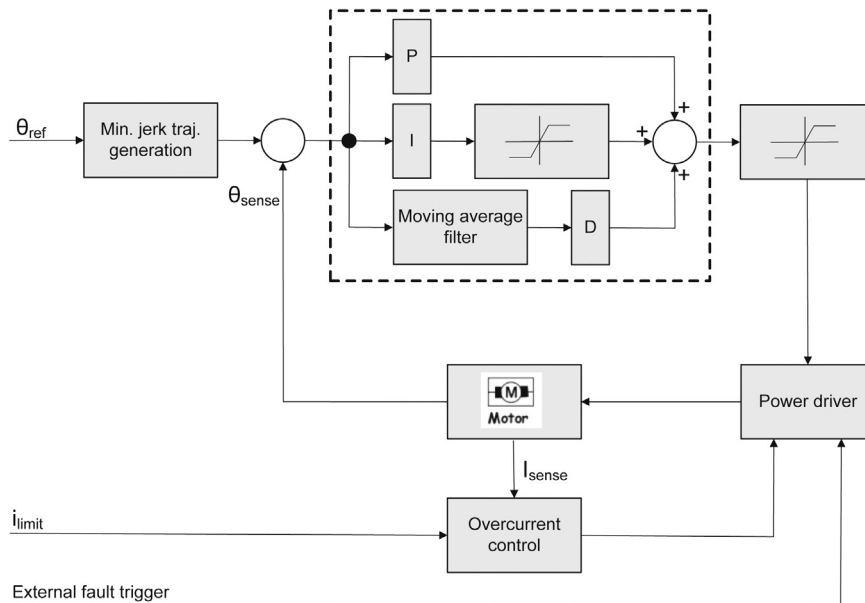 P
+
θref
Min. jerk traj.
generation
I
+
θsense
+
Moving average
filter
D
M
Motor
Power driver
Isense
ilimit
Overcurrent
control
External fault trigger